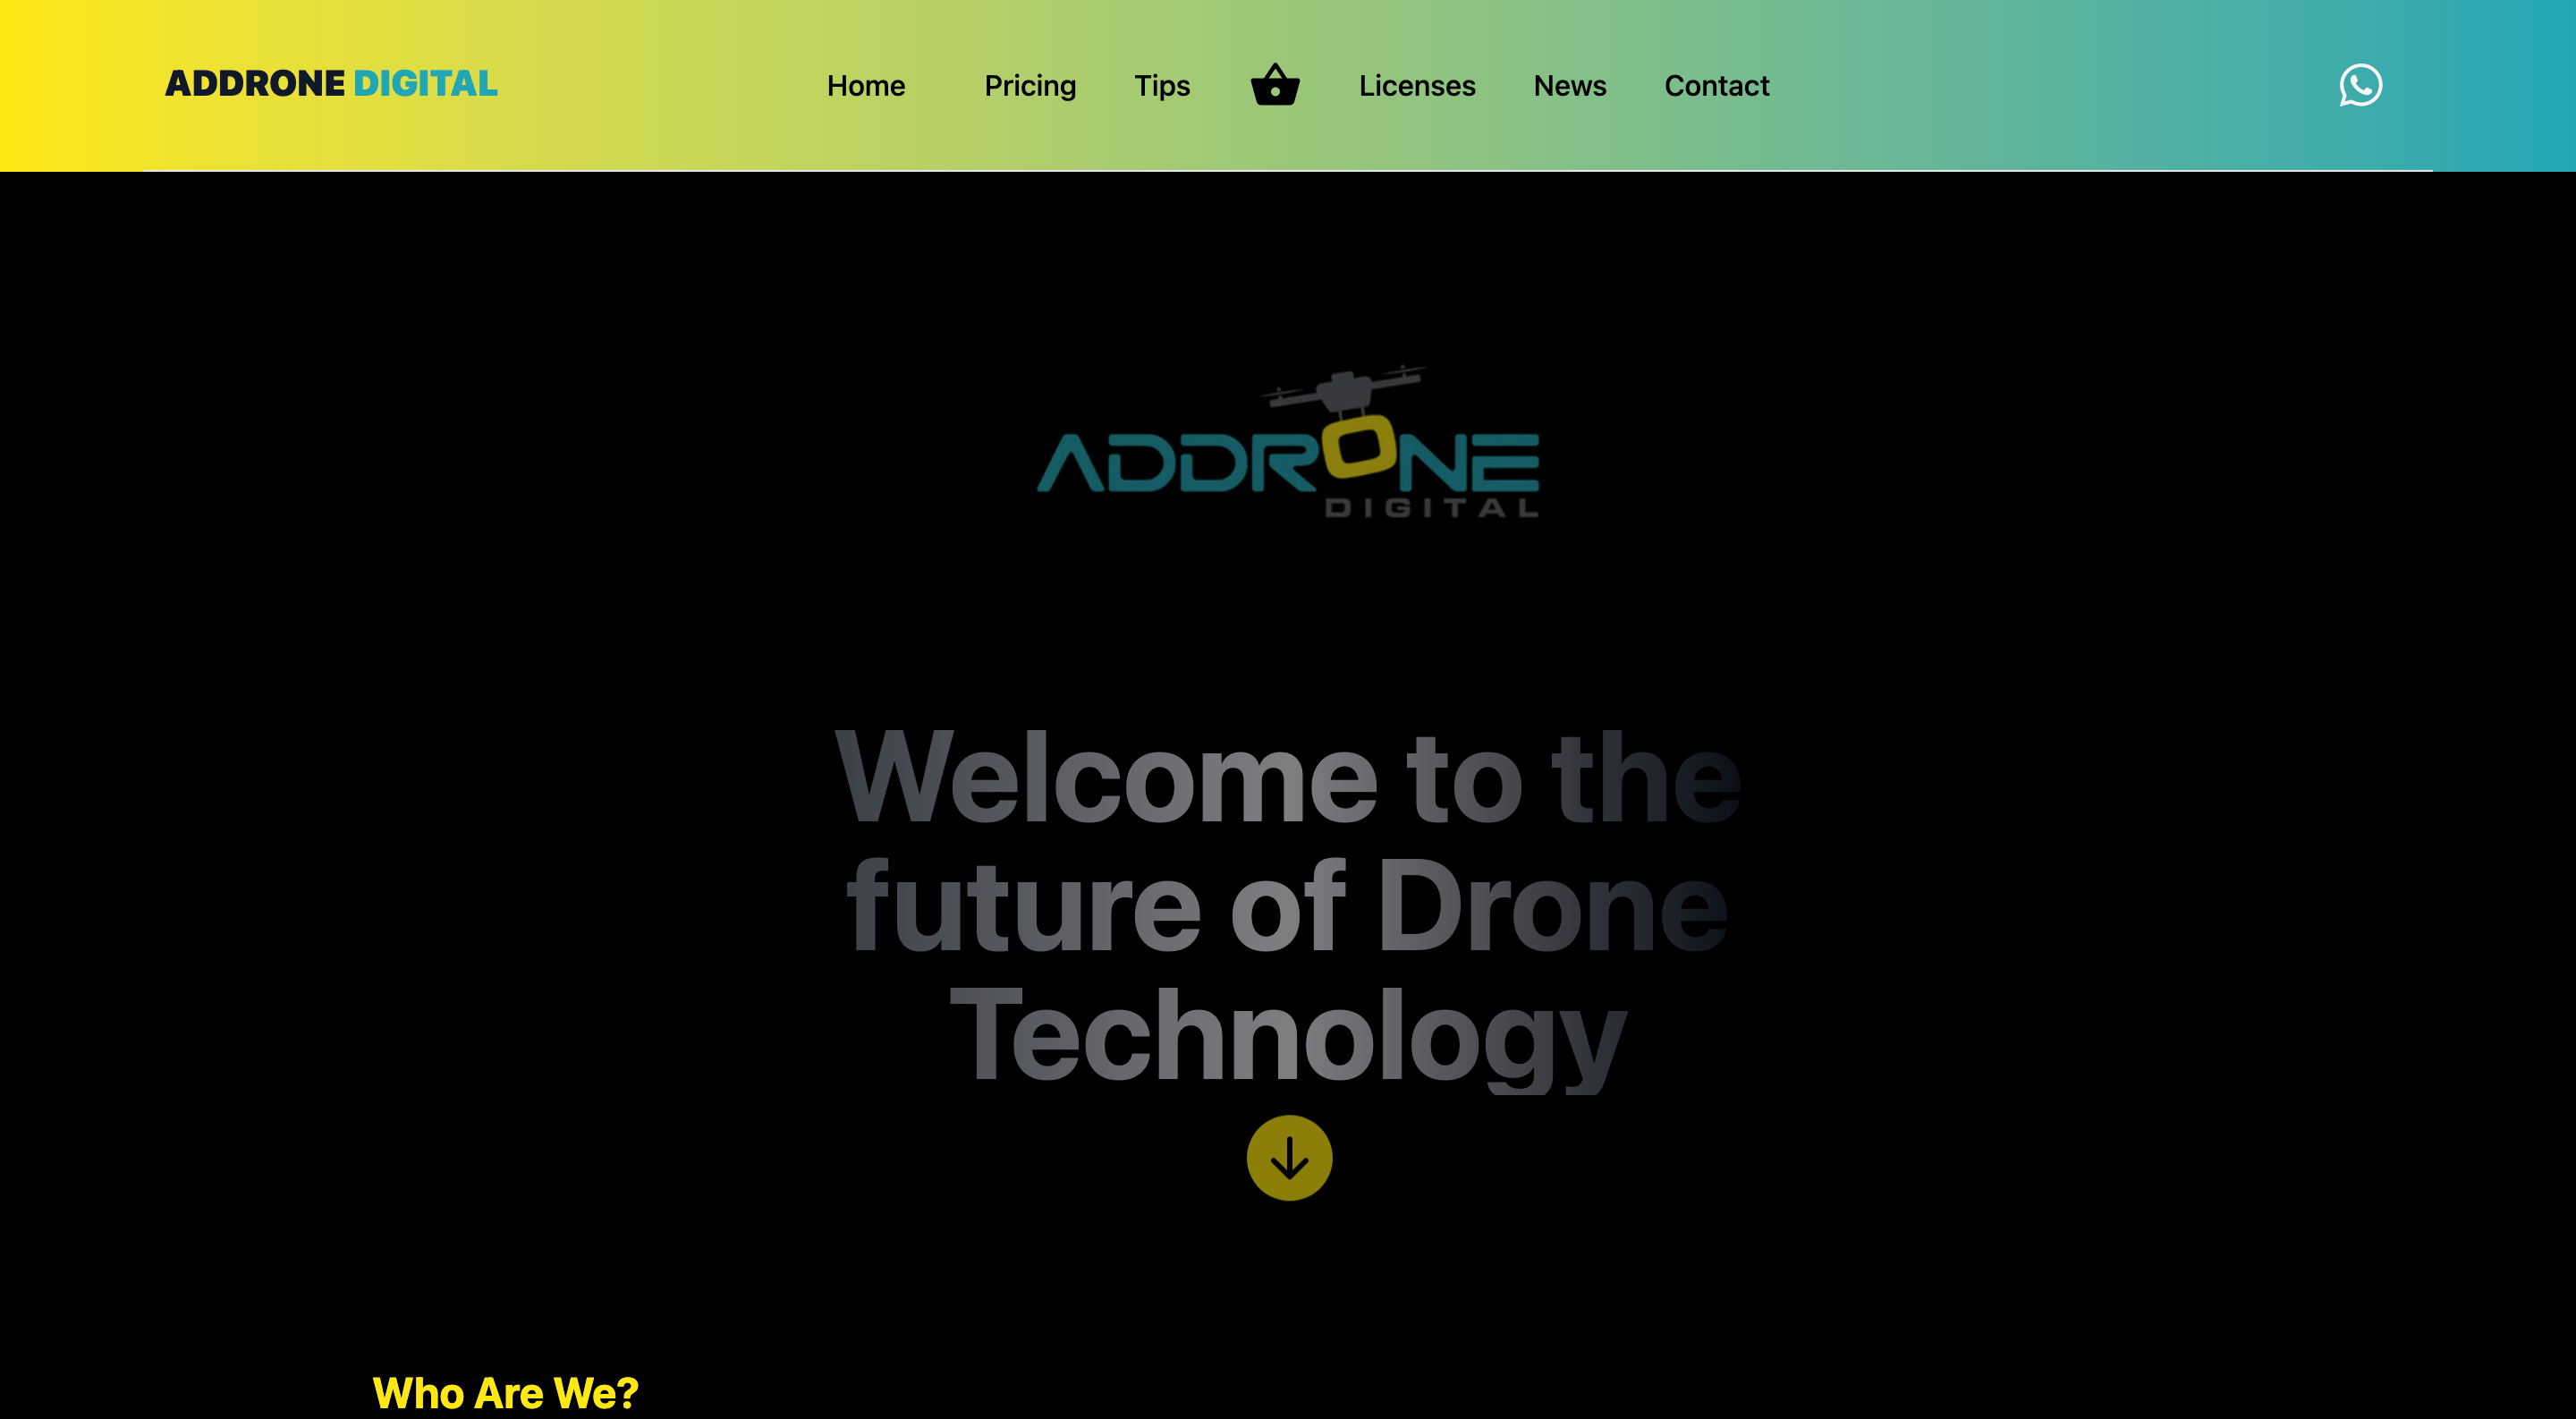 ADDRONE DIGITAL
Home Pricing Tips Licenses News Contact
ADDRONE
DIGITAL
Welcome to the
future of Drone
Technology
Who Are We?